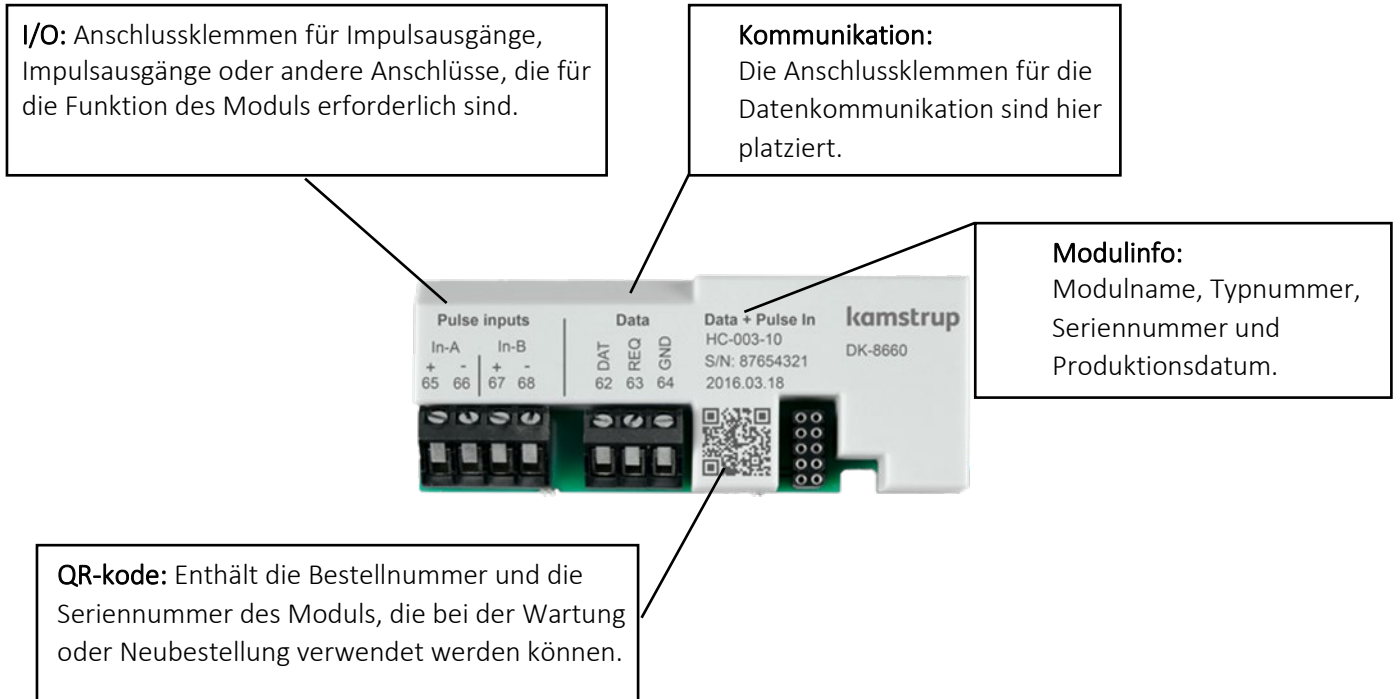 I/O: Anschlussklemmen für Impulsausgänge,
Impulsausgänge oder andere Anschlüsse, die für
die Funktion des Moduls erforderlich sind.
Kommunikation:
Die Anschlussklemmen für die
Datenkommunikation sind hier
platziert.
Modulinfo:
Modulname, Typnummer,
Seriennummer und
Produktionsdatum.
Pulse inputs
In-A In-B
+ - + -
65 66 67 68
Data
DAT REQ GND
62 63 64
Data + Pulse In
HC-003-10
S/N: 87654321
2016.03.18
kamstrup
DK-8660
QR-kode: Enthält die Bestellnummer und die
Seriennummer des Moduls, die bei der Wartung
oder Neubestellung verwendet werden können.